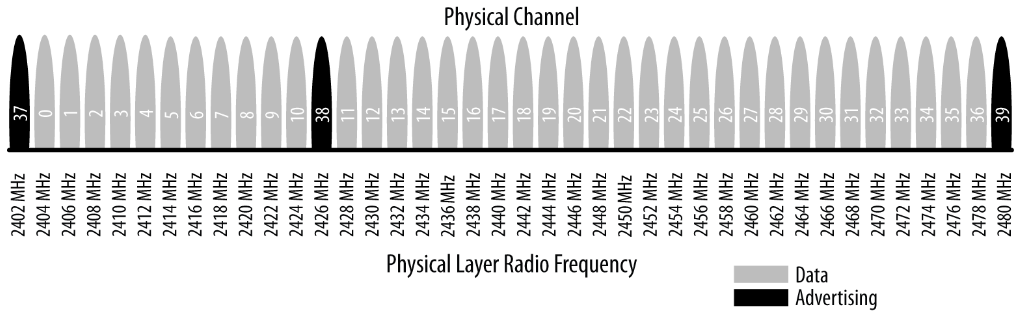 Physical Channel
37 0 1 2 3 4 5 6 7 20 9 10 38 11 12 13 14 15 16 17 18 19 20 21 22 23 24 25 26 27 28 29 30 31 32 33 34 35 36 39
2402 MHz 2404 MHz 2406 MHz 2408 MHz 2410 MHz 2412 MHz 2414 MHz 2416 MHz 2418 MHz 2420 MHz 2422 MHz 2424 MHz 2426 MHz 2428 MHz 2430 MHz 2432 MHz 2434 MHz 2436 MHz 2438 MHz 2440 MHz 2442 MHz 2444 MHz 2446 MHz 2448 MHz 2450 MHz 2452 MHz 2454 MHz 2456 MHz 2458 MHz 2460 MHz 2462 MHz 2464 MHz 2466 MHz 2468 MHz 2470 MHz 2472 MHz 2474 MHz 2476 MHz 2478 MHz 2480 MHz
Physical Layer Radio Frequency
Data
Advertising